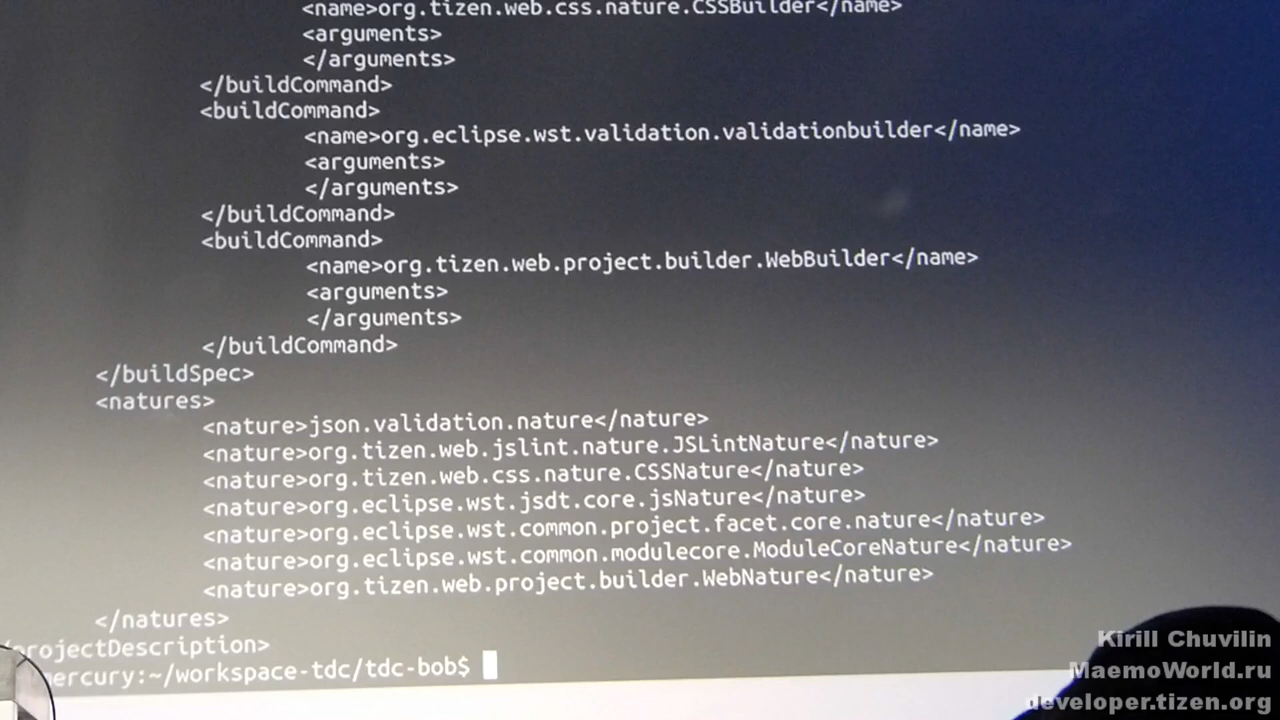 <name>org.tizen.web.css.nature.CSSBuilder</name>
<arguments>
</arguments>
</buildCommand>
<buildCommand>
<name>org.eclipse.wst.validation.validationbuilder</name>
<arguments>
</arguments>
</buildCommand>
<buildCommand>
<name>org.tizen.web.project.builder.WebBuilder</name>
<arguments>
</arguments>
</buildCommand>
</buildSpec>
<natures>
<nature>json.validation.nature</nature>
<nature>org.tizen.web.jslint.nature.JSLintNature</nature>
<nature>org.tizen.web.css.nature.CSSNature</nature>
<nature>org.eclipse.wst.jsdt.core.jsNature</nature>
<nature>org.eclipse.wst.common.project.facet.core.nature</nature>
<nature>org.eclipse.wst.common.modulecore.ModuleCoreNature</nature>
<nature>org.tizen.web.project.builder.WebNature</nature>
</natures>
projectDescription>
ercury:~/workspace-tdc/tdc-bob$
Kirill Chuvilin
MaemoWorld.ru
developer.tizen.org